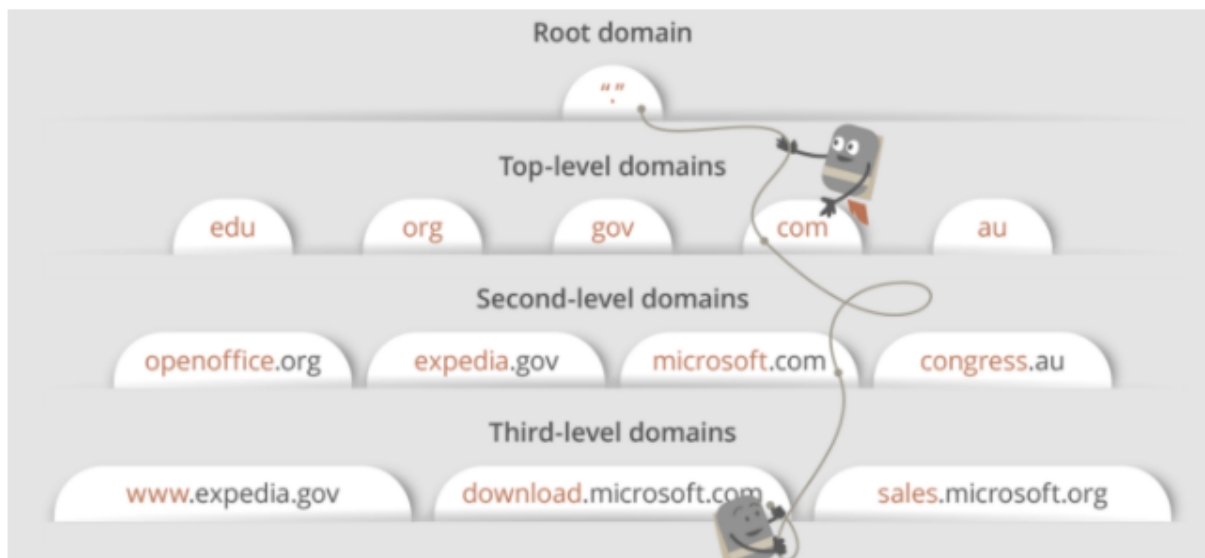 Root domain
“.”
Top-level domains
edu org gov com au
Second-level domains
openoffice.org expedia.gov microsoft.com congress.au
Third-level domains
www.expedia.gov download.microsoft.com sales.microsoft.org